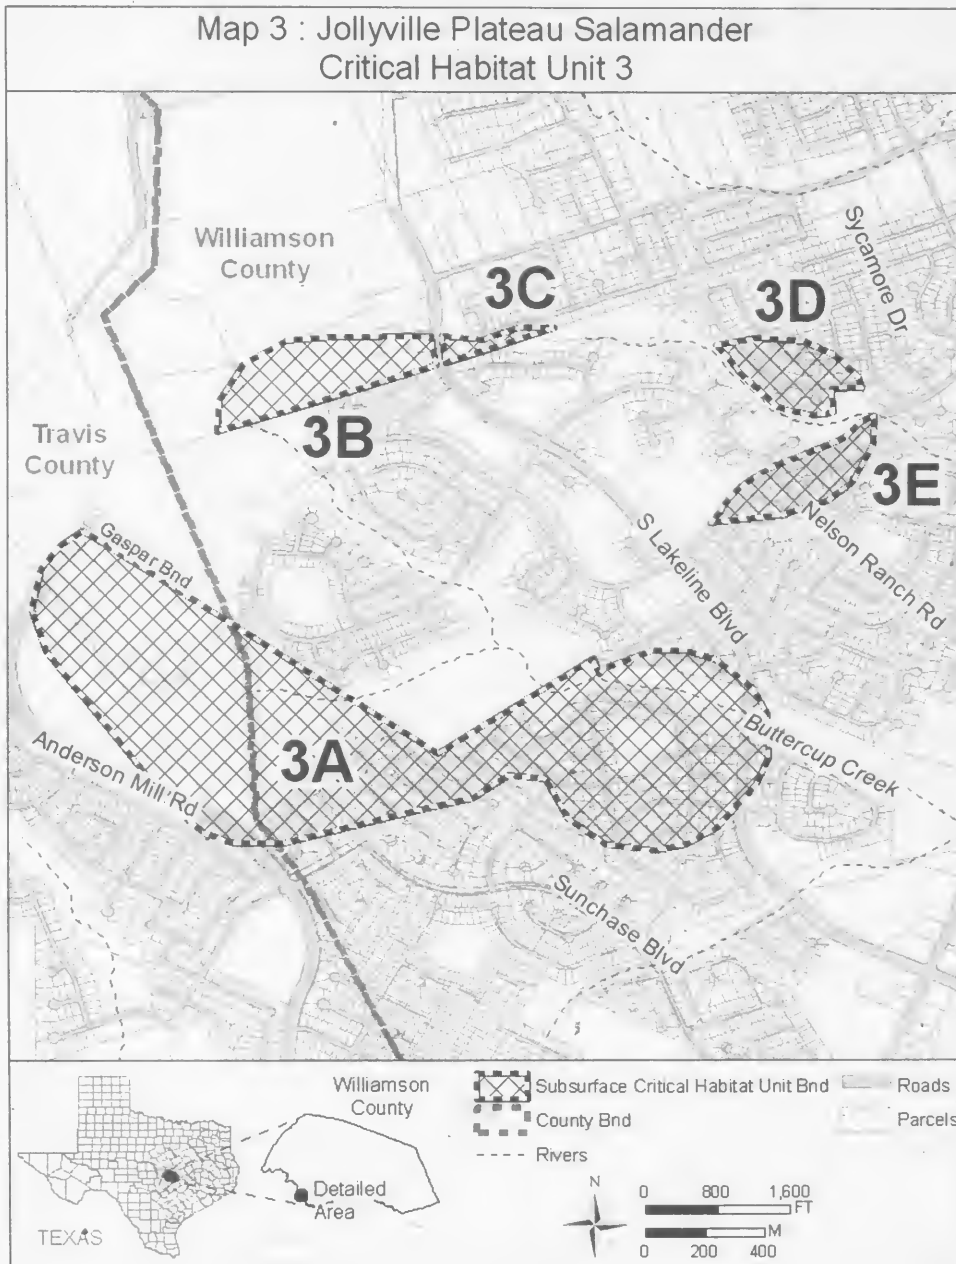 Map 3 : Jollyville Plateau Salamander
Critical Habitat Unit 3
Williamson
County
3C
3D
Sycamore Dr
3B
Travis
County
3E
Gaspar Bnd
S Lakeline Blvd
Nelson Ranch Rd
3A
Anderson Mill Rd
Buttercup Creek
Sunchase Blvd
Williamson
County
Detailed
Area
TEXAS
Subsurface Critical Habitat Unit Bnd
County Bnd
Rivers
Roads
Parcels
N
0 800 1,600
FT
M
0 200 400